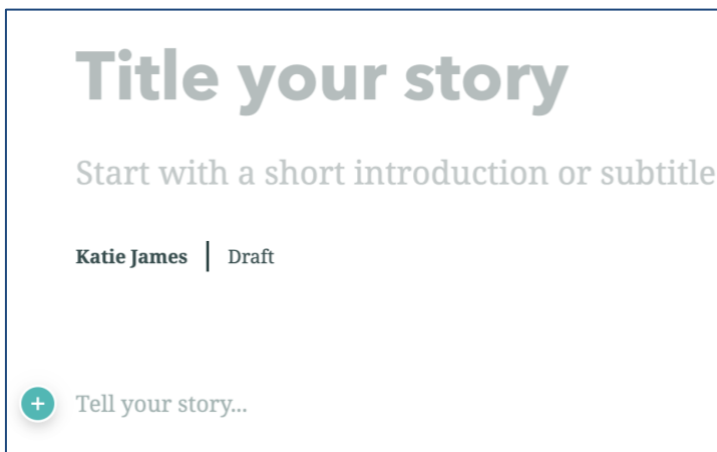 Title your story
Start with a short introduction or subtitle
Katie James | Draft
Tell your story...